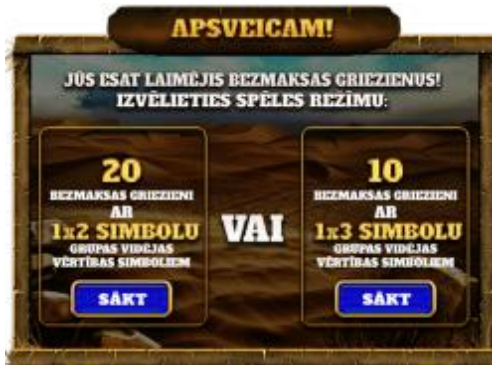 APSVEICAM!
JŪS ESAT LAIMĒJIS BEZMAKSAS GRIEZIENUS!
IZVĒLIETIES SPĒLES REŽĪMU:
20
BEZMAKSAS GRIEZIENI
AR
1x2 SIMBOLU
GRUPAS VIDĒJAS
VĒRTĪBAS SIMBOLIEM
SĀKT
VAI
10
BEZMAKSAS GRIEZIENI
AR
1x3 SIMBOLU
GRUPAS VIDĒJAS
VĒRTĪBAS SIMBOLIEM
SĀKT